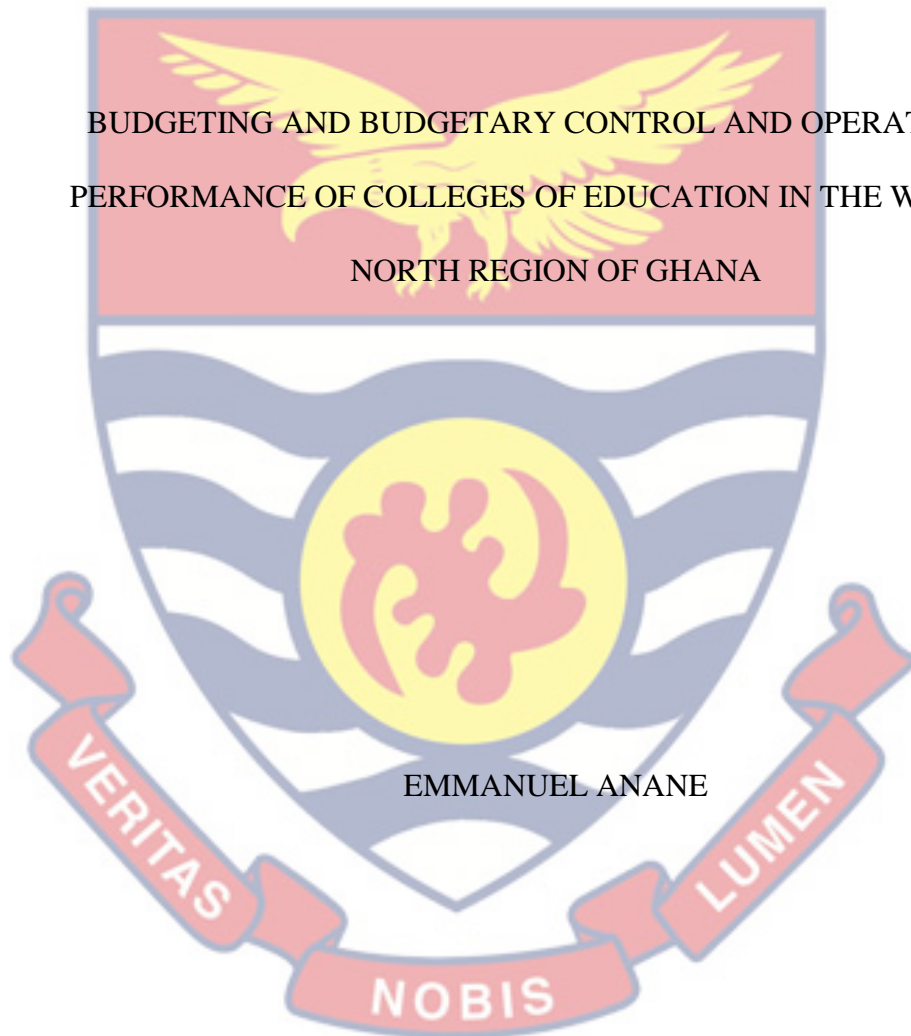 BUDGETING AND BUDGETARY CONTROL AND
PERFORMANCE OF COLLEGES OF EDUCATION IN THE
NORTH REGION OF GHANA
EMMANUEL ANANE
VERITAS
NOBIS
LUMEN